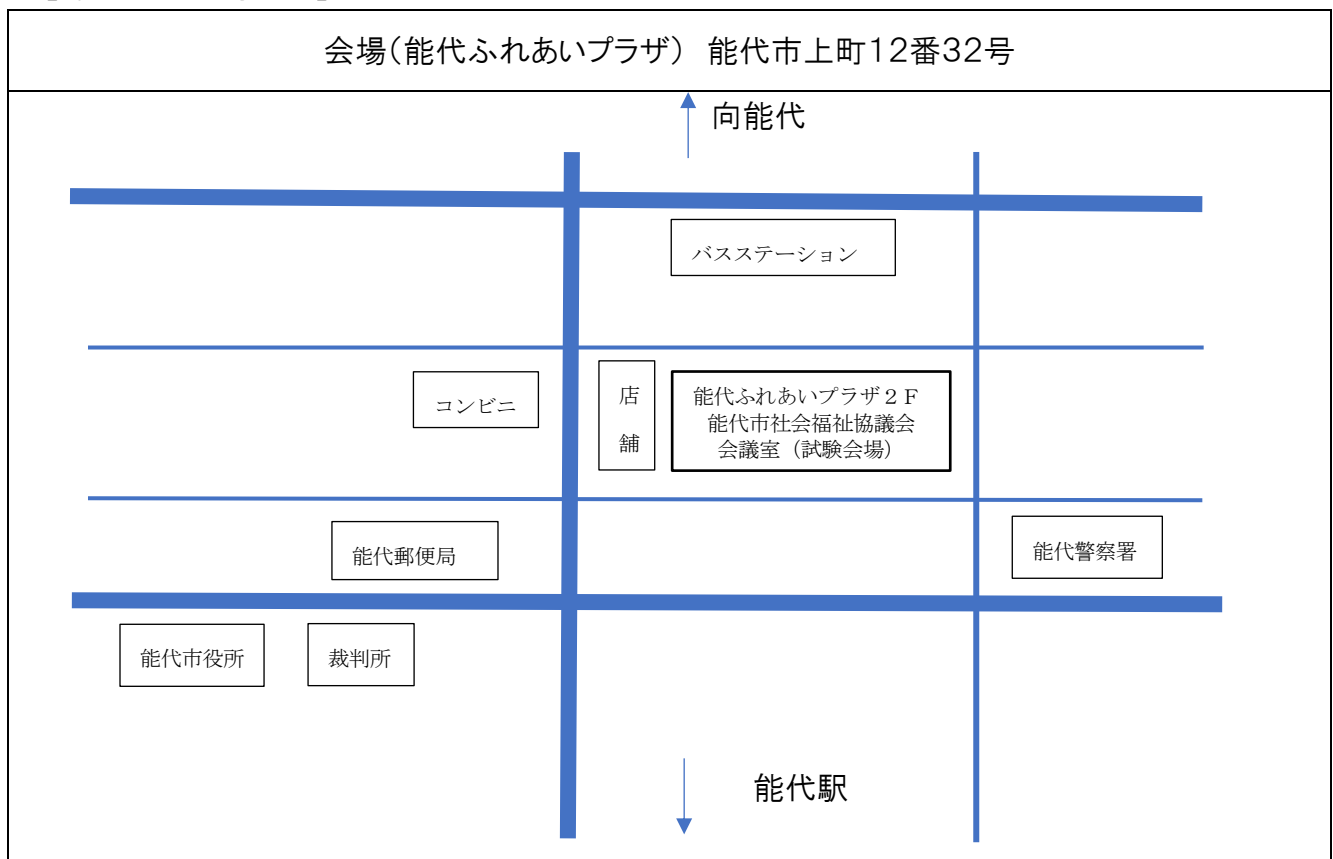 会場(能代ふれあいプラザ) 能代市上町12番32号
向能代
バスステーション
コンビニ
店
舗
能代ふれあいプラザ2F
能代市社会福祉協議会
会議室(試験会場)
能代郵便局
能代警察署
能代市役所
裁判所
能代駅